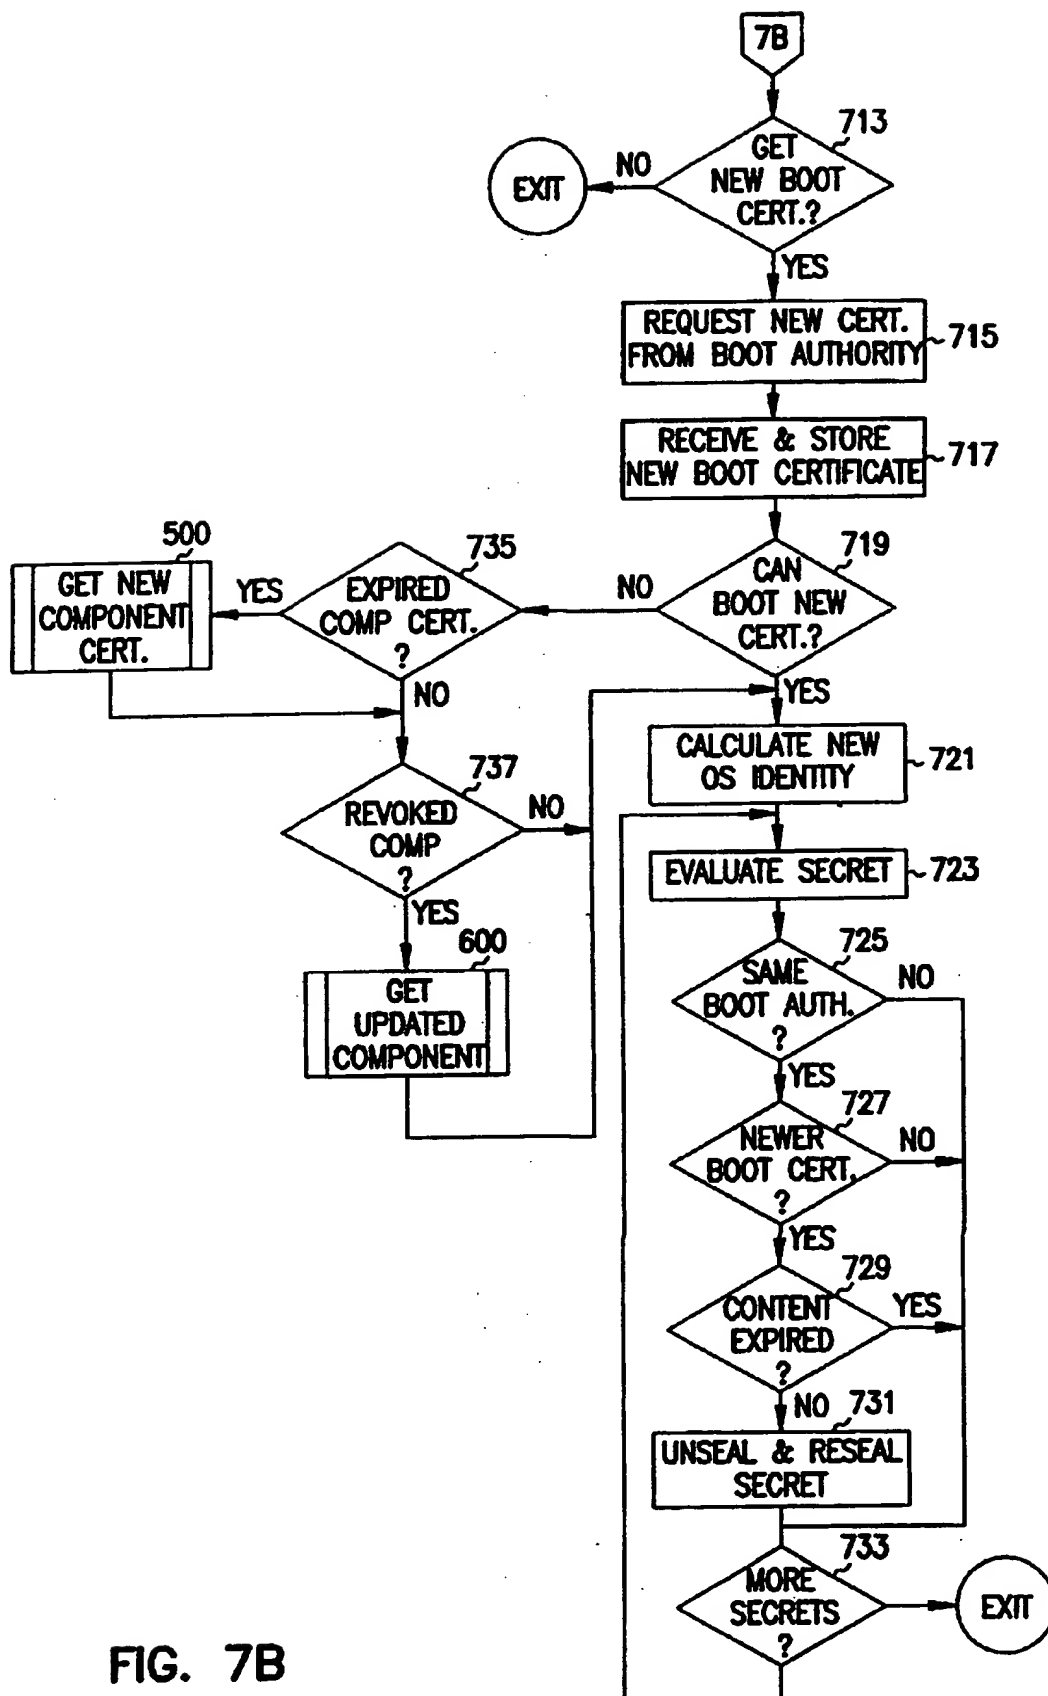 7B
713
GET
NEW BOOT
CERT.?
NO
EXIT
YES
REQUEST NEW CERT.
FROM BOOT AUTHORITY
715
RECEIVE & STORE
NEW BOOT CERTIFICATE
717
719
CAN
BOOT NEW
CERT.?
NO
YES
735
EXPIRED
COMP CERT.
?
YES
NO
500
GET NEW
COMPONENT
CERT.
737
REVOKED
COMP
?
NO
YES
600
GET
UPDATED
COMPONENT
CALCULATE NEW
OS IDENTITY
721
EVALUATE SECRET
723
725
SAME
BOOT AUTH.
?
NO
YES
727
NEWER
BOOT CERT.
?
NO
YES
729
CONTENT
EXPIRED
?
YES
NO
731
UNSEAL & RESEAL
SECRET
733
MORE
SECRETS
?
EXIT
FIG. 7B